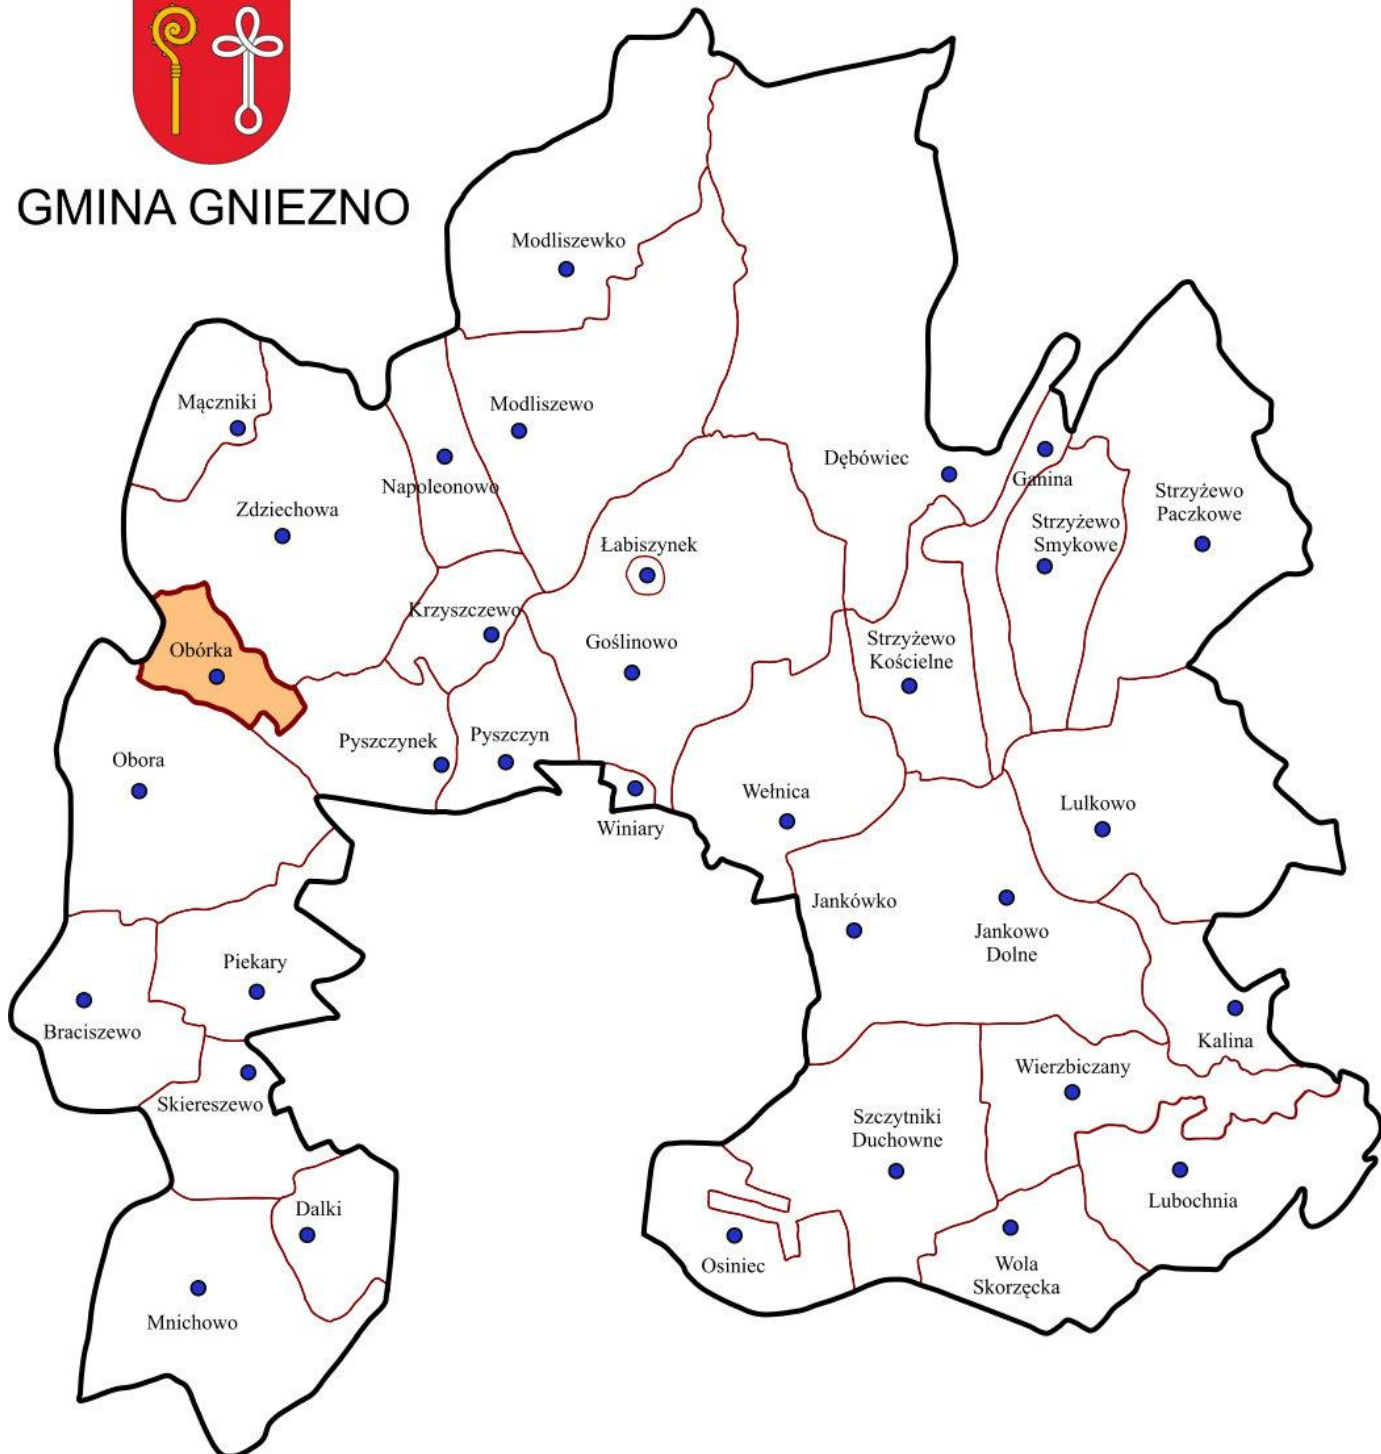 GMINA GNIEZNO
Modliszewko
Mączniki
Modliszewo
Dębówiec
Napoleonowo
Ganina
Strzyżewo
Paczkowe
Zdziechowa
Strzyżewo
Smykowe
Łabiszynek
Krzyszczewo
Goślinowo
Strzyżewo
Kościelne
Obórka
Pyszczynek
Pyszczyn
Obora
Wełnica
Lulkowo
Winiary
Jankówko
Jankowo
Dolne
Piekary
Braciszewo
Kalina
Wierzbiczany
Skiereszewo
Szczytniki
Duchowne
Lubochnia
Dalki
Osiniec
Wola
Skorzęcka
Mnichowo